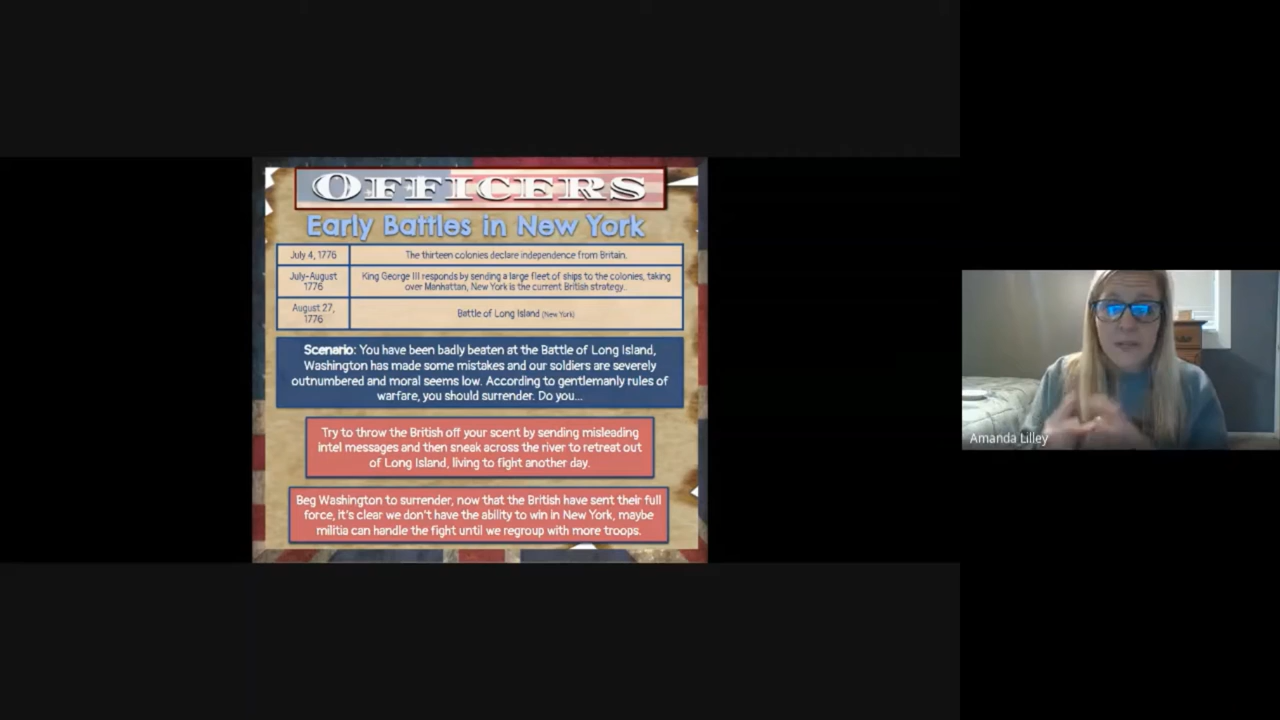 OFFICERS
Early Battles in New York
July 4, 1776
The thirteen colonies declare independence from Britain.
July-August
1776
King George III responds by sending a large fleet of ships to the colonies, taking
over Manhattan, New York is the current British strategy.
August 27,
1776
Battle of Long Island (New York)
Scenario: You have been badly beaten at the Battle of Long Island,
Washington has made some mistakes and our soldiers are severely
outnumbered and moral seems low. According to gentlemanly rules of
warfare, you should surrender. Do you...
Try to throw the British off your scent by sending misleading
intel messages and then sneak across the river to retreat out
of Long Island, living to fight another day.
Beg Washington to surrender, now that the British have sent their full
force, it's clear we don't have the ability to win in New York, maybe
militia can handle the fight until we regroup with more troops.
Amanda Lilley